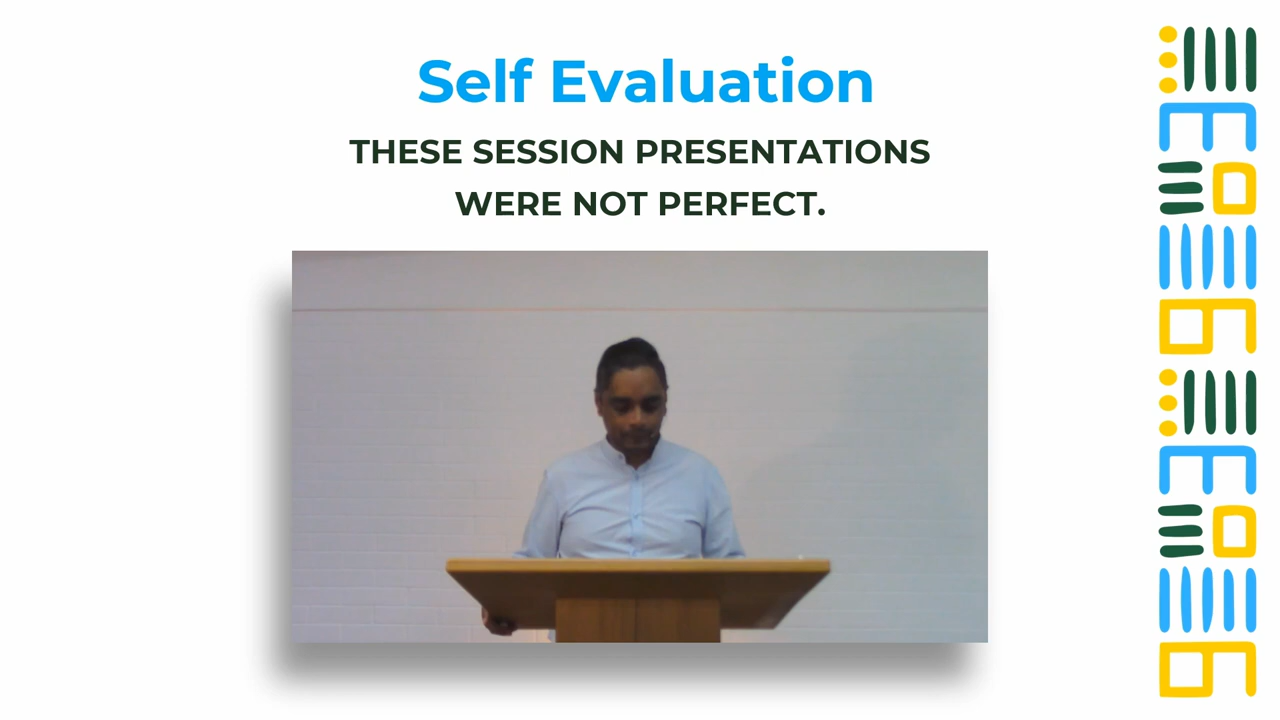 Self Evaluation
THESE SESSION PRESENTATIONS
WERE NOT PERFECT.